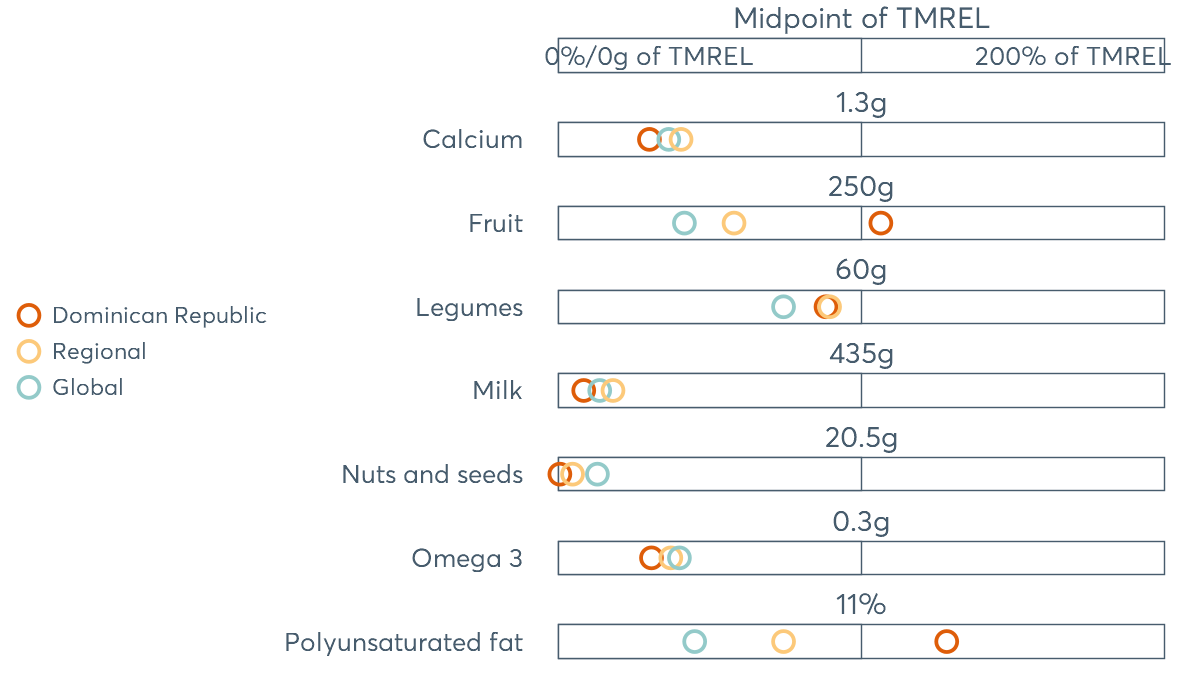 Midpoint of TMREL
0%/0g of TMREL
200% of TMREL
1.3g
Calcium
250g
Fruit
60g
Legumes
435g
Milk
20.5g
Nuts and seeds
0.3g
Omega 3
11%
Polyunsaturated fat
Dominican Republic
Regional
Global